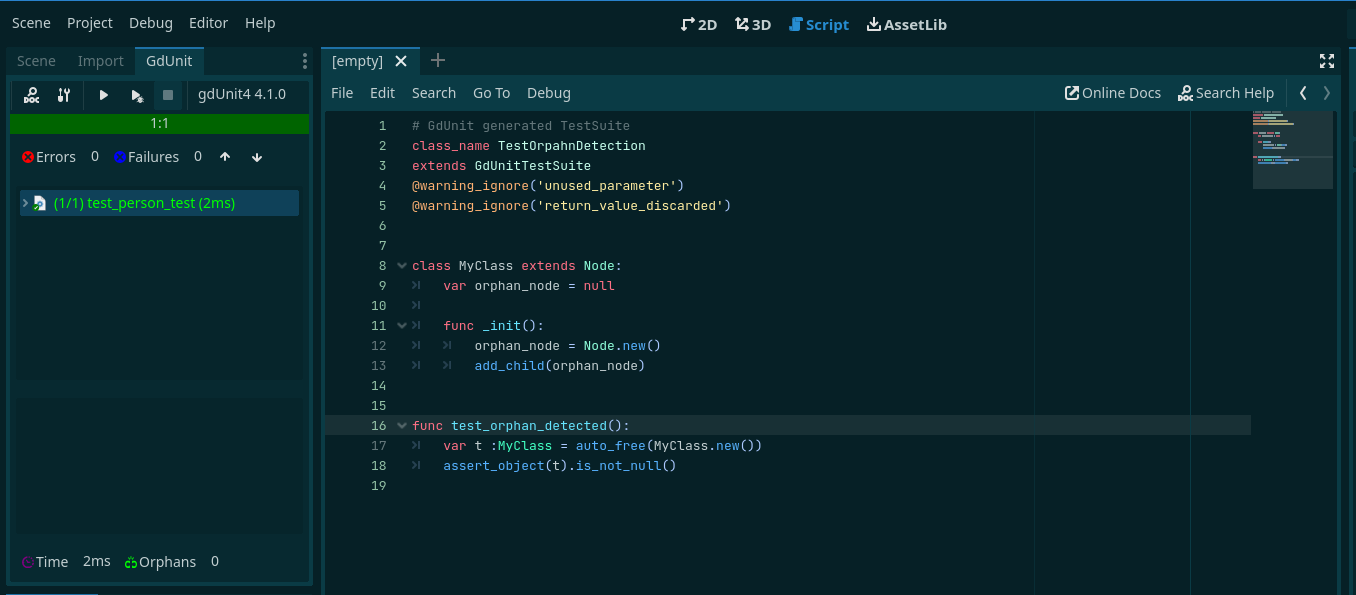 Scene Project Debug Editor Help
2D 3D Script AssetLib
Scene Import GdUnit
gdUnit4 4.1.0
1:1
Errors 0 Failures 0
(1/1) test_person_test (2ms)
Time 2ms Orphans 0
[empty]
File Edit Search Go To Debug
Online Docs Search Help
1 # GdUnit generated TestSuite
2 class_name TestOrpahnDetection
3 extends GdUnitTestSuite
4 @warning_ignore('unused_parameter')
5 @warning_ignore('return_value_discarded')
6
7
8 class MyClass extends Node:
9 var orphan_node = null
10
11 func _init():
12 orphan_node = Node.new()
13 add_child(orphan_node)
14
15
16 func test_orphan_detected():
17 var t :MyClass = auto_free(MyClass.new())
18 assert_object(t).is_not_null()
19